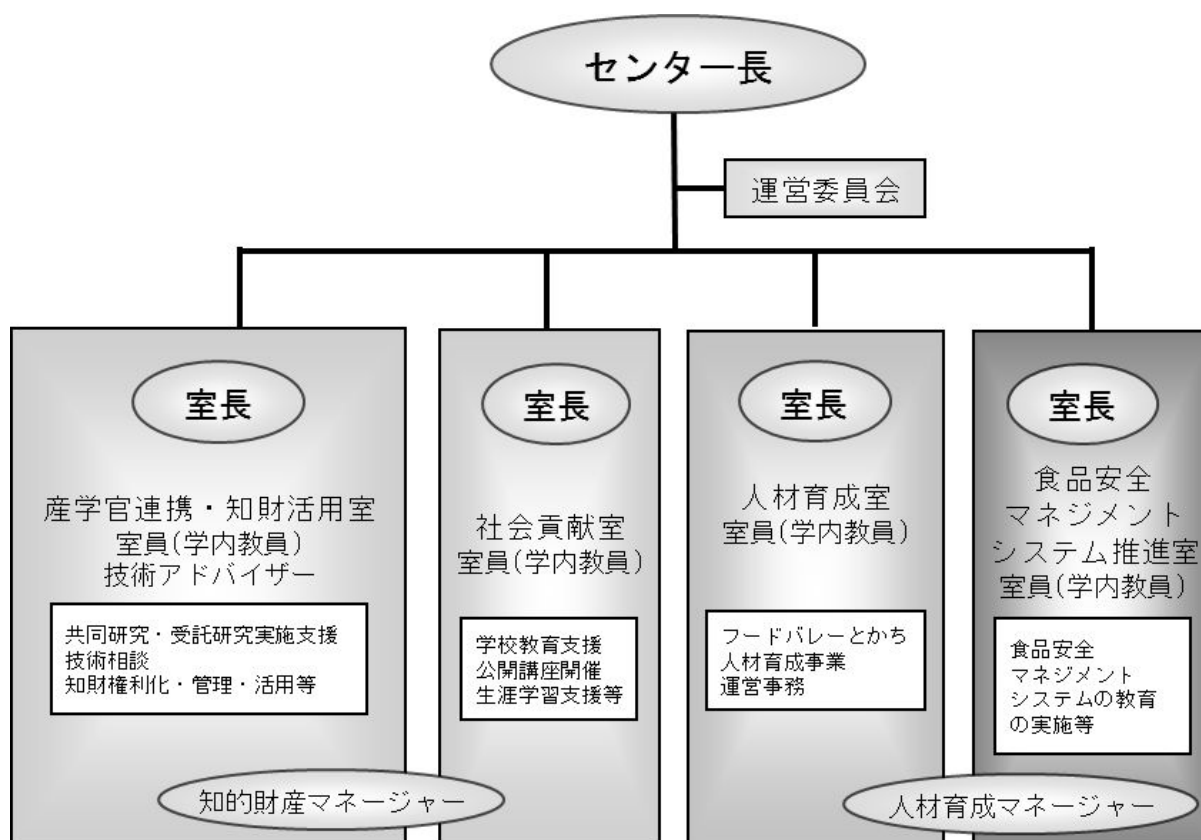 センター長
運営委員会
室長
産学官連携・知財活用室
室員(学内教員)
技術アドバイザー
共同研究・受託研究実施支援
技術相談
知財権利化・管理・活用等
室長
社会貢献室
室員(学内教員)
学校教育支援
公開講座開催
生涯学習支援等
室長
人材育成室
室員(学内教員)
フードバレーとかち
人材育成事業
運営事務
室長
食品安全
マネジメント
システム推進室
室員(学内教員)
食品安全
マネジメント
システムの教育
の実施等
知的財産マネージャー
人材育成マネージャー